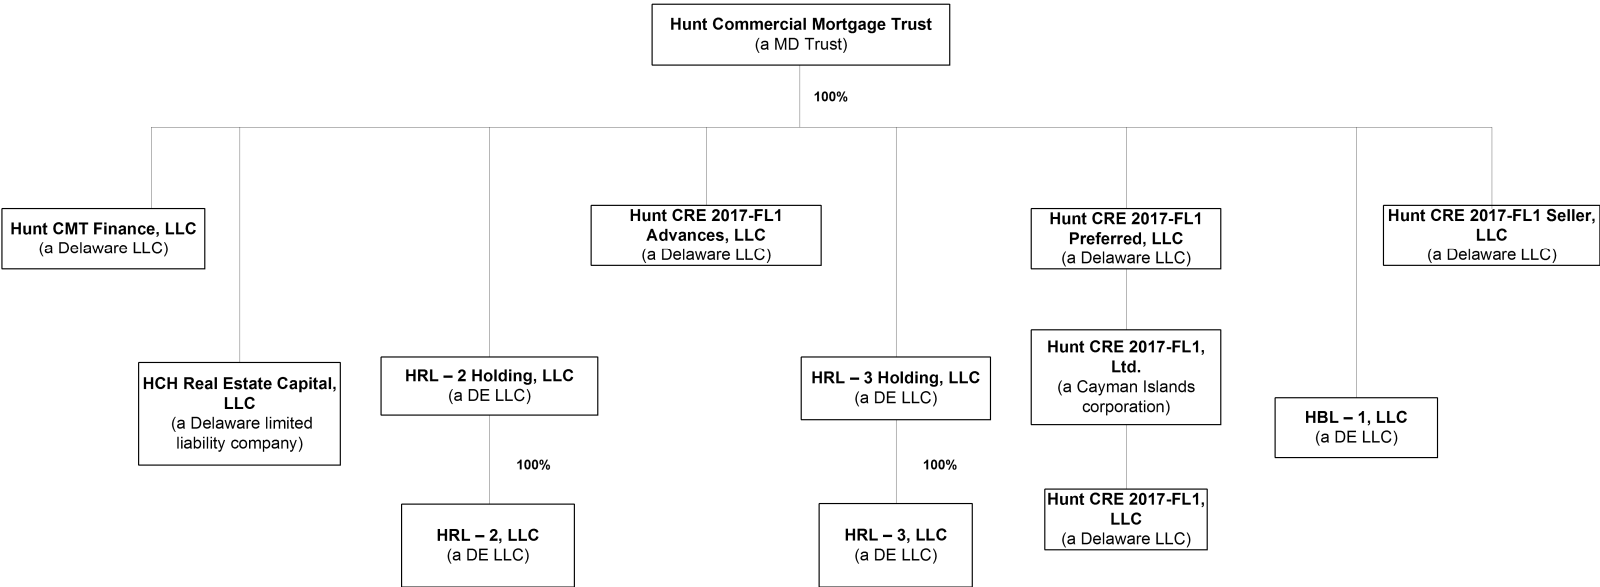 Hunt Commercial Mortgage Trust
(a MD Trust)
100%
Hunt CMT Finance, LLC
(a Delaware LLC)
HCH Real Estate Capital,
LLC
(a Delaware limited
liability company)
HRL – 2 Holding, LLC
(a DE LLC)
100%
HRL – 2, LLC
(a DE LLC)
Hunt CRE 2017-FL1
Advances, LLC
(a Delaware LLC)
HRL – 3 Holding, LLC
(a DE LLC)
100%
HRL – 3, LLC
(a DE LLC)
Hunt CRE 2017-FL1
Preferred, LLC
(a Delaware LLC)
Hunt CRE 2017-FL1,
Ltd.
(a Cayman Islands
corporation)
Hunt CRE 2017-FL1,
LLC
(a Delaware LLC)
HBL – 1, LLC
(a DE LLC)
Hunt CRE 2017-FL1 Seller,
LLC
(a Delaware LLC)